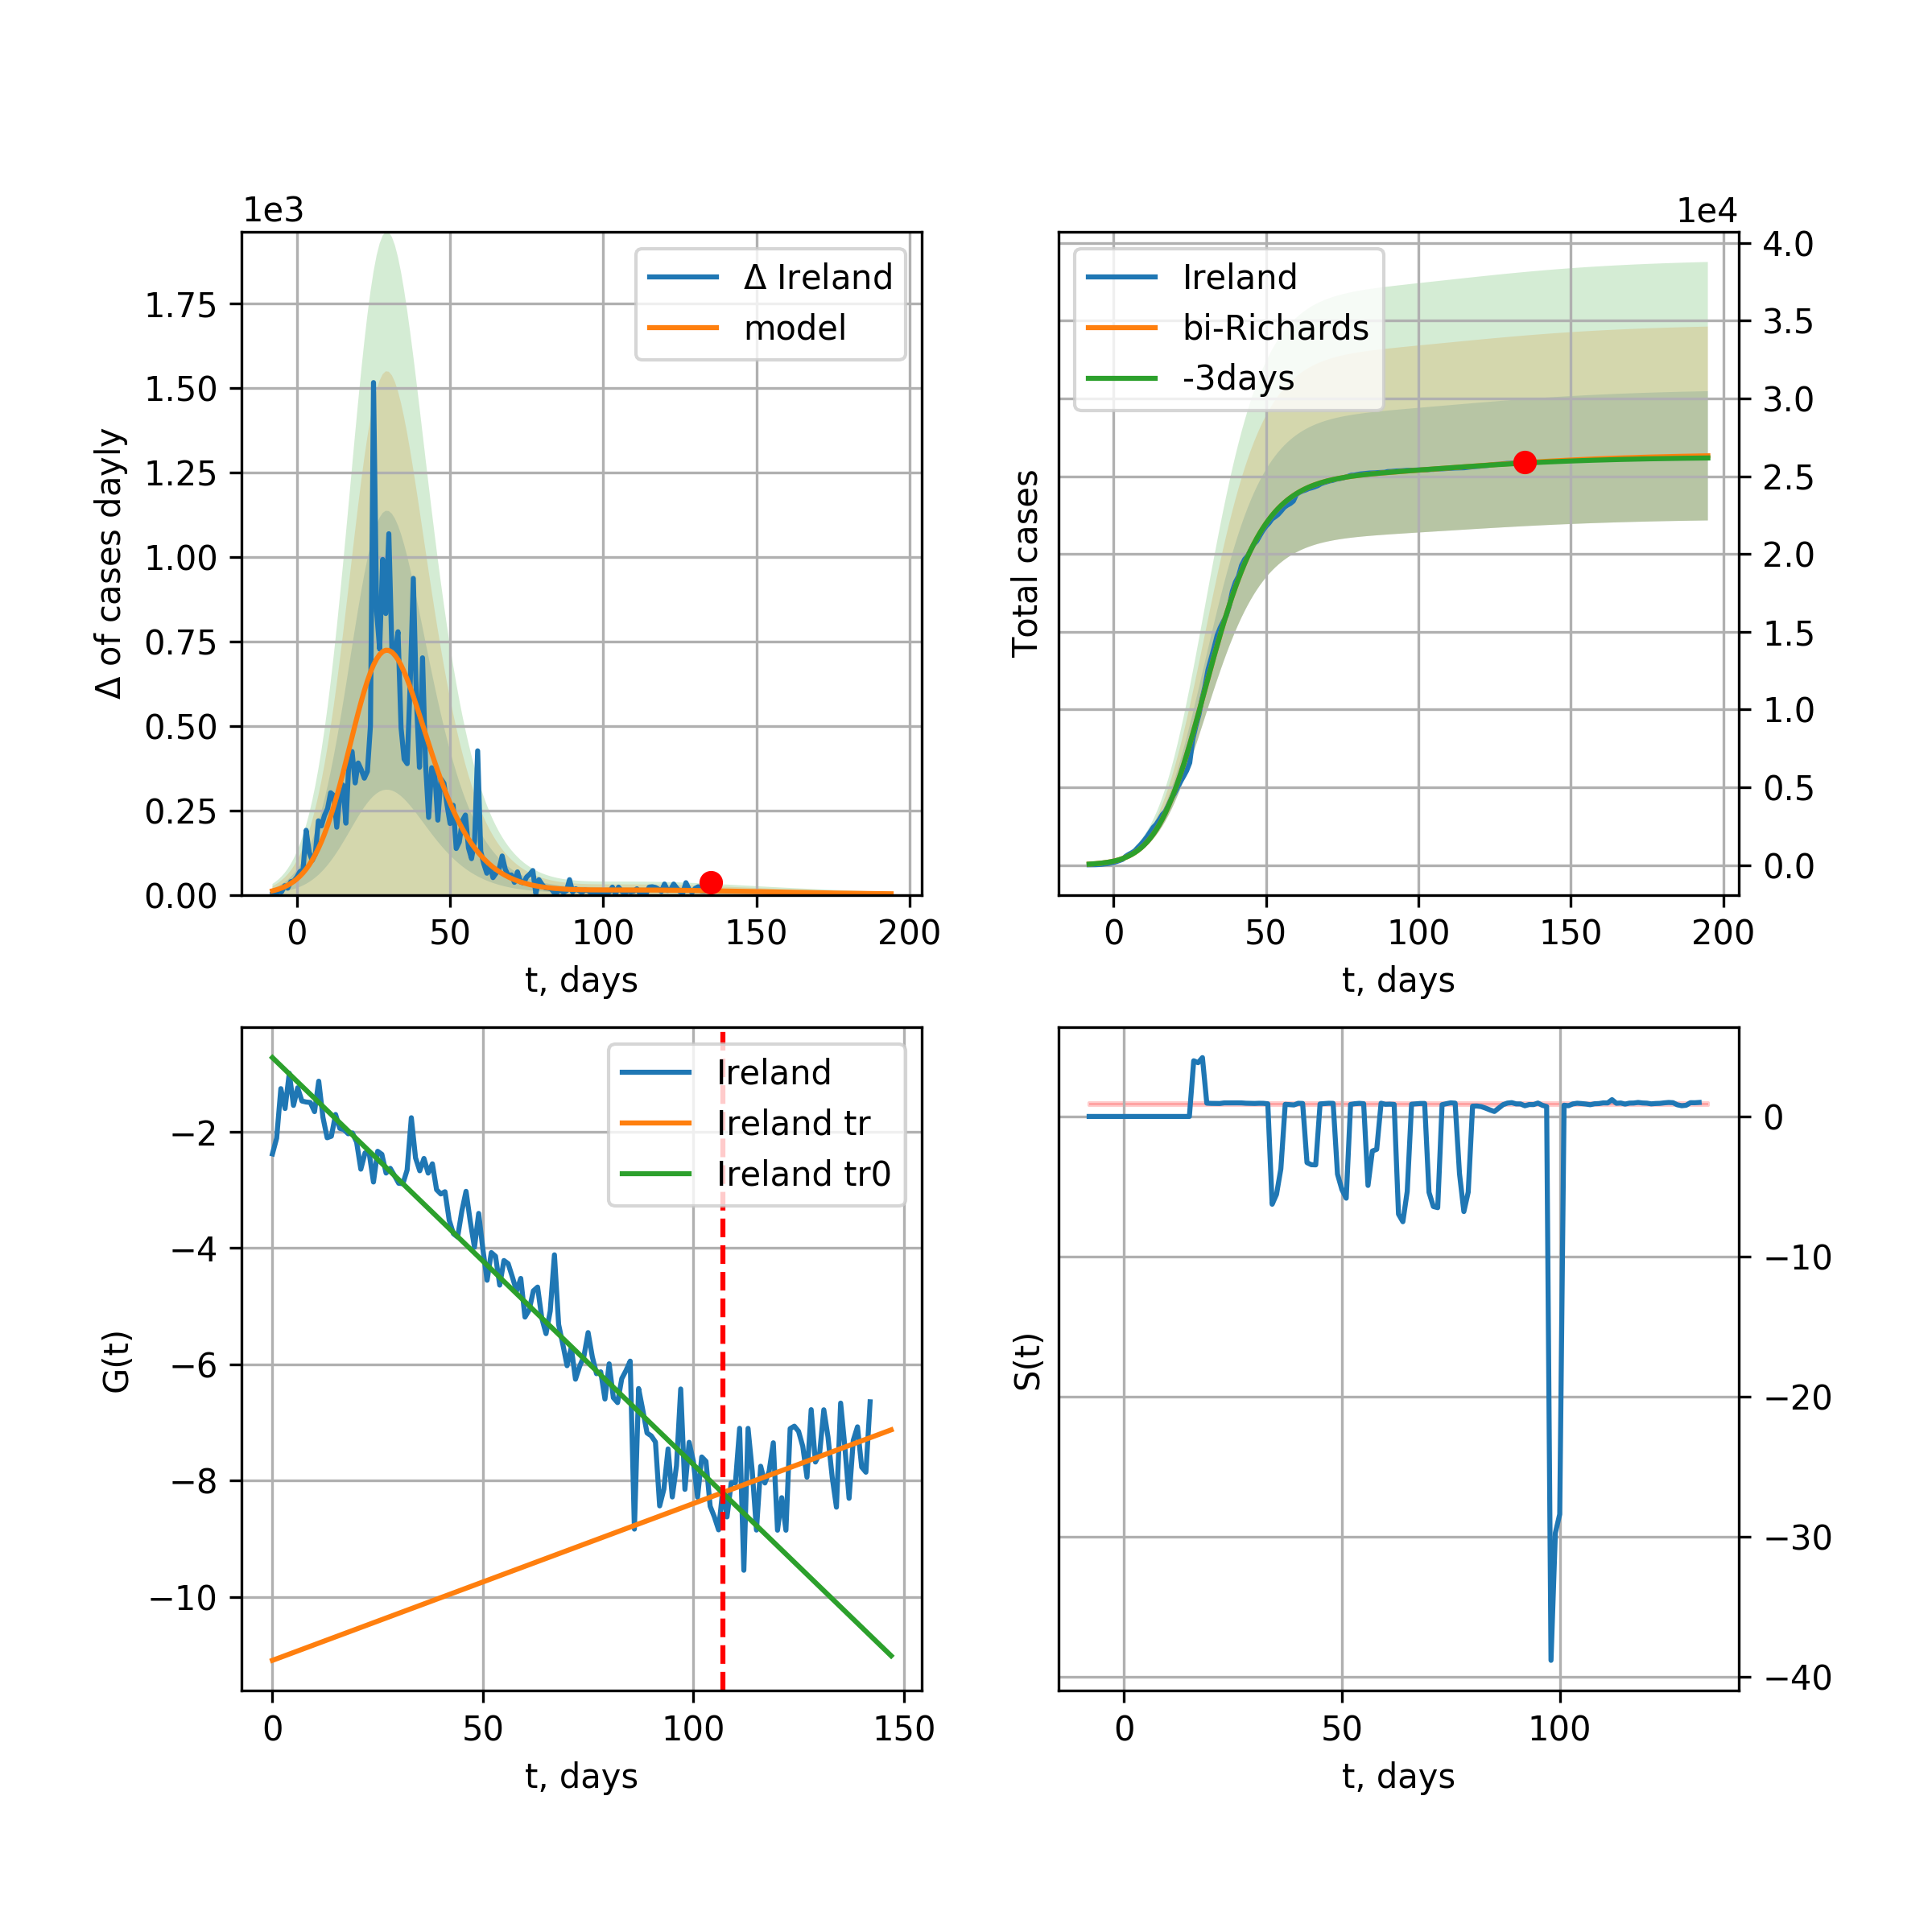 1e3
Δ of cases dayly
1.75
1.50
1.25
1.00
0.75
0.50
0.25
0.00
Δ Ireland
model
0 50 100 150 200
t, days
1e4
Total cases
Ireland
bi-Richards
-3days
4.0
3.5
3.0
2.5
2.0
1.5
1.0
0.5
0.0
0 50 100 150 200
t, days
G(t)
−2
−4
−6
−8
−10
Ireland
Ireland tr
Ireland tr0
0 50 100 150
t, days
S(t)
0
−10
−20
−30
−40
0 50 100
t, days